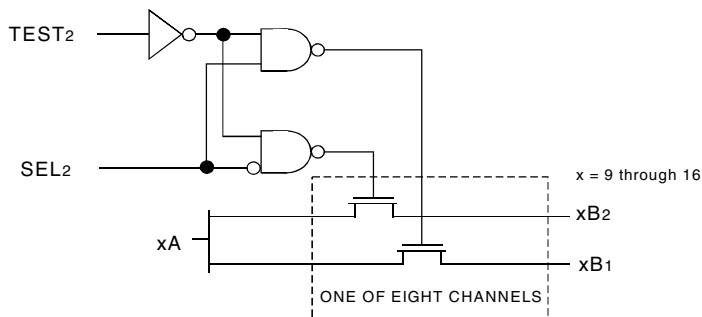 TEST2
SEL2
x = 9 through 16
xB2
xA
xB1
ONE OF EIGHT CHANNELS